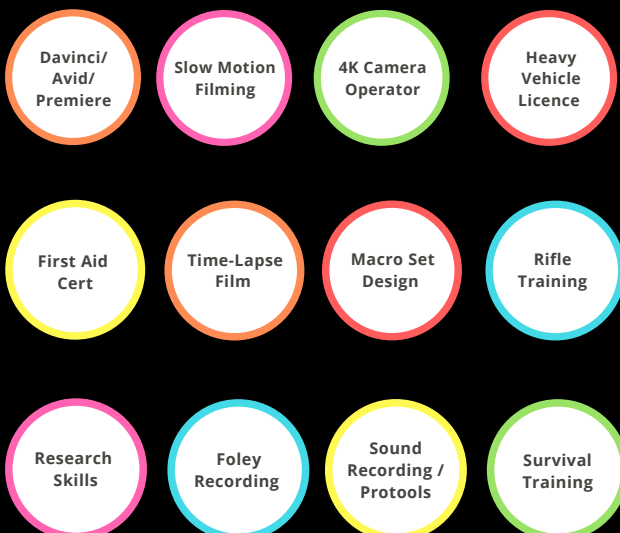 Davinci/
Avid/
Premiere
Slow Motion
Filming
4K Camera
Operator
Heavy
Vehicle
Licence
First Aid
Cert
Time-Lapse
Film
Macro Set
Design
Rifle
Training
Research
Skills
Foley
Recording
Sound
Recording /
Protools
Survival
Training